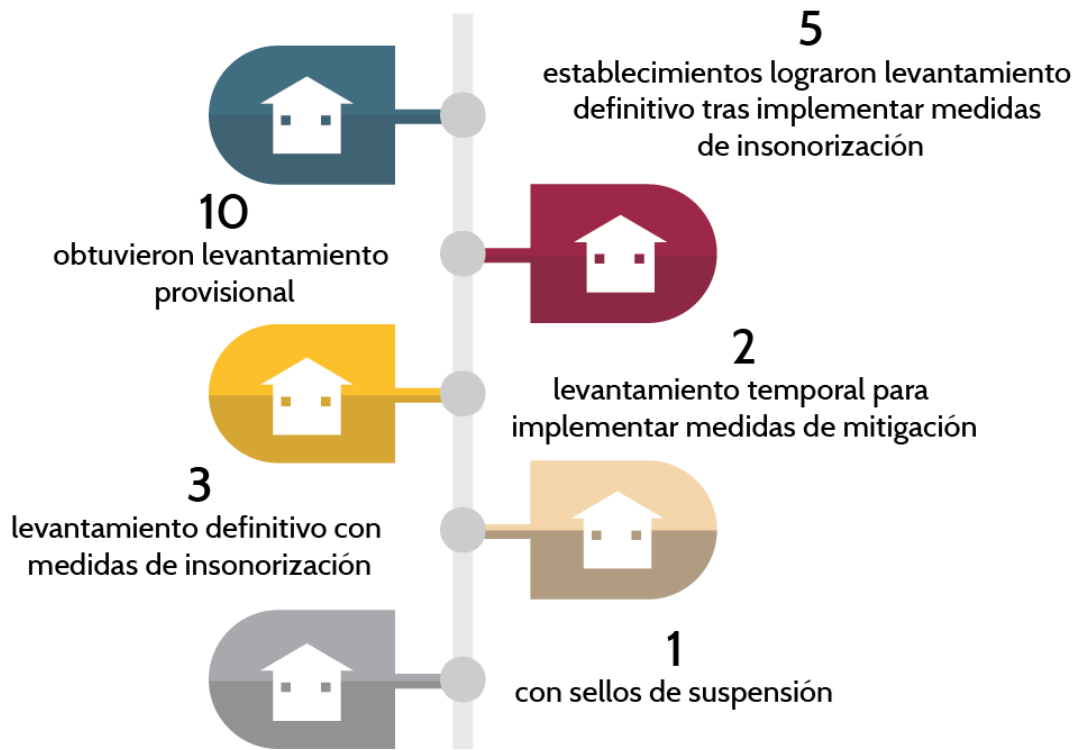 5
establecimientos lograron levantamiento
definitivo tras implementar medidas
de insonorización
10
obtuvieron levantamiento
provisional
2
levantamiento temporal para
implementar medidas de mitigación
3
levantamiento definitivo con
medidas de insonorización
1
con sellos de suspensión